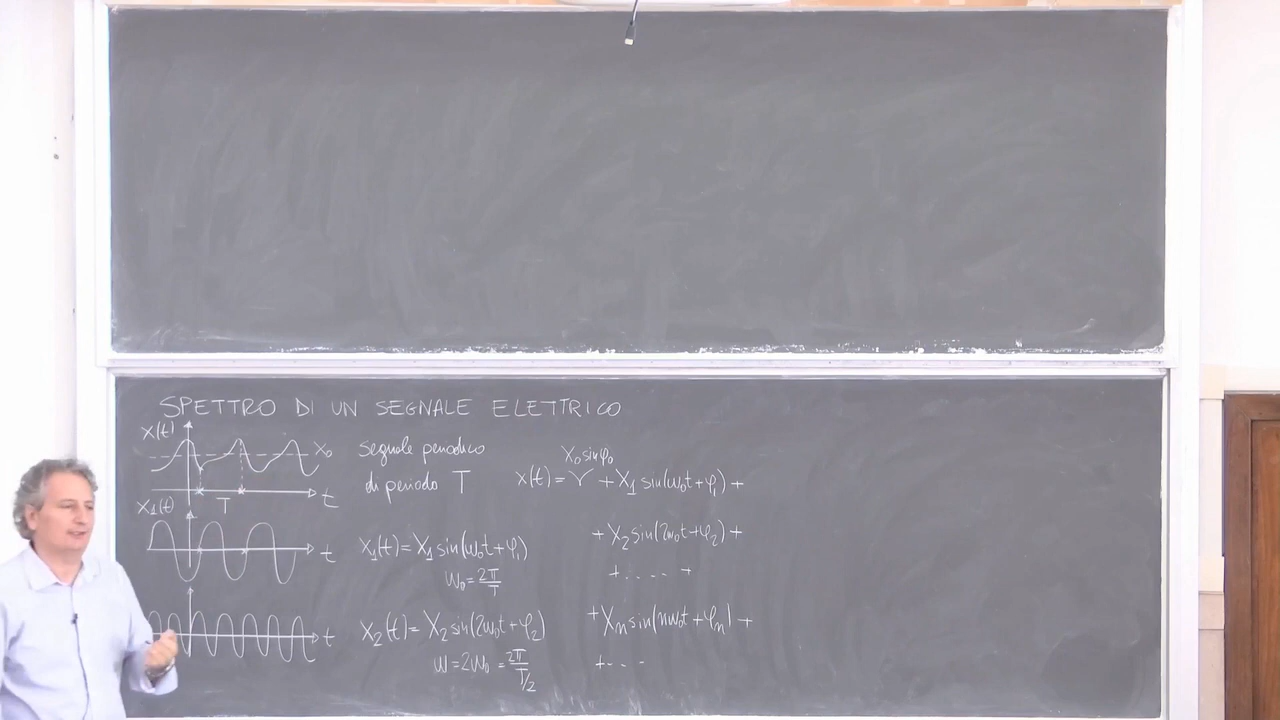 SPETTRO DI UN SEGNALE ELETTRICO
x(t)
X₀
T
t
segnale periodico
di periodo T
X₀ sinφ₀
x(t) = + X₁ sin(ω₀t+φ₁) +
+ X₂ sin(2ω₀t+φ₂) +
+ .... +
+ Xₙ sin(nω₀t+φₙ) +
+ ...
x₁(t)
t
x₁(t) = X₁ sin(ω₀t+φ₁)
ω₀ = 2π/T
t
x₂(t) = X₂ sin(2ω₀t+φ₂)
ω = 2ω₀ = 2π/T/2